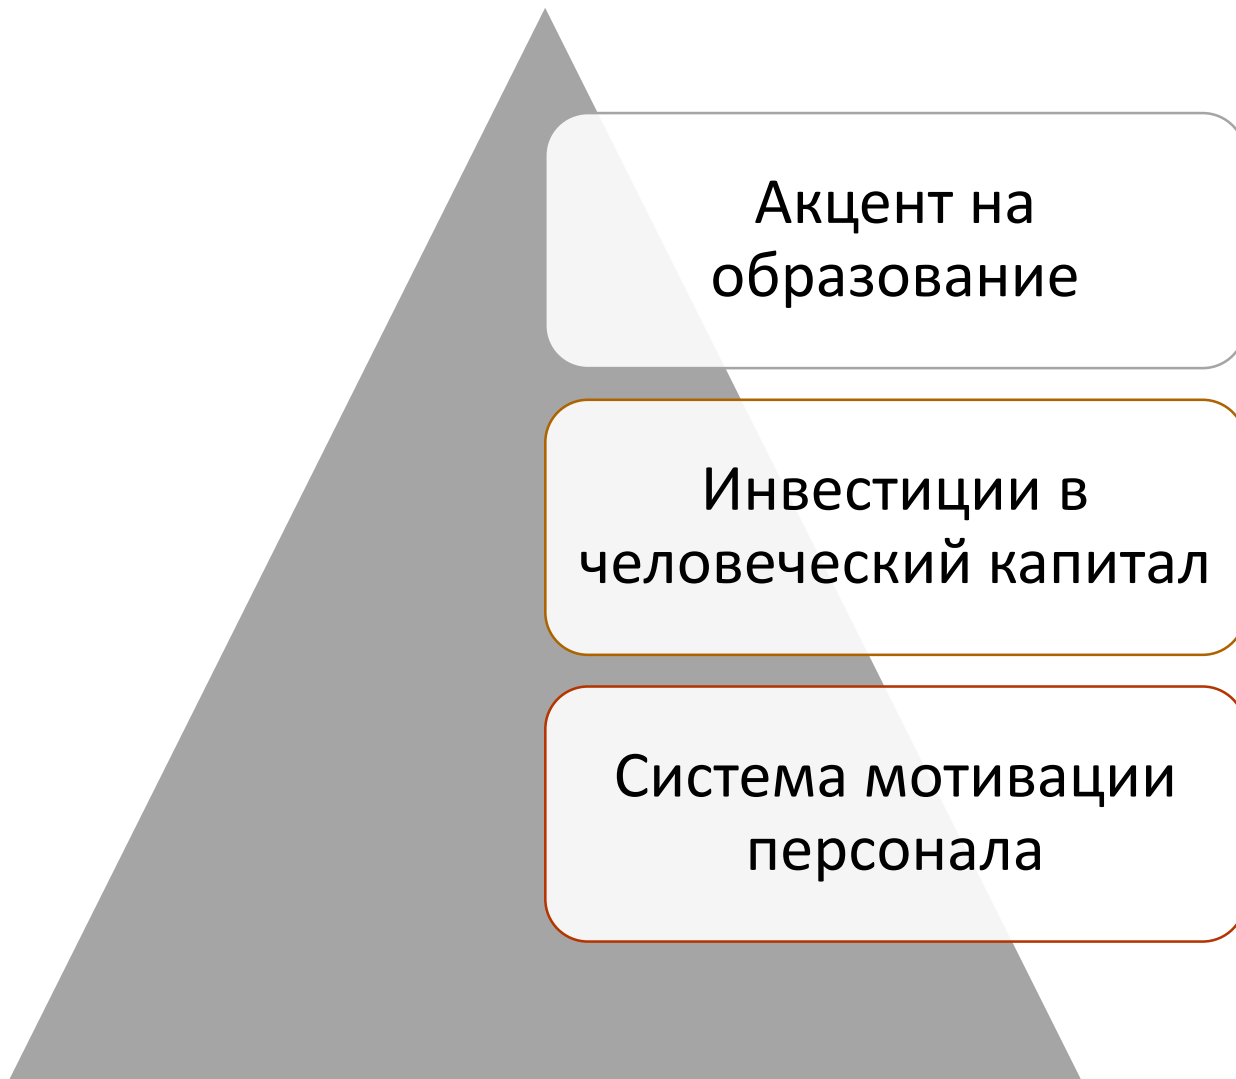 Акцент на
образование
Инвестиции в
человеческий капитал
Система мотивации
персонала